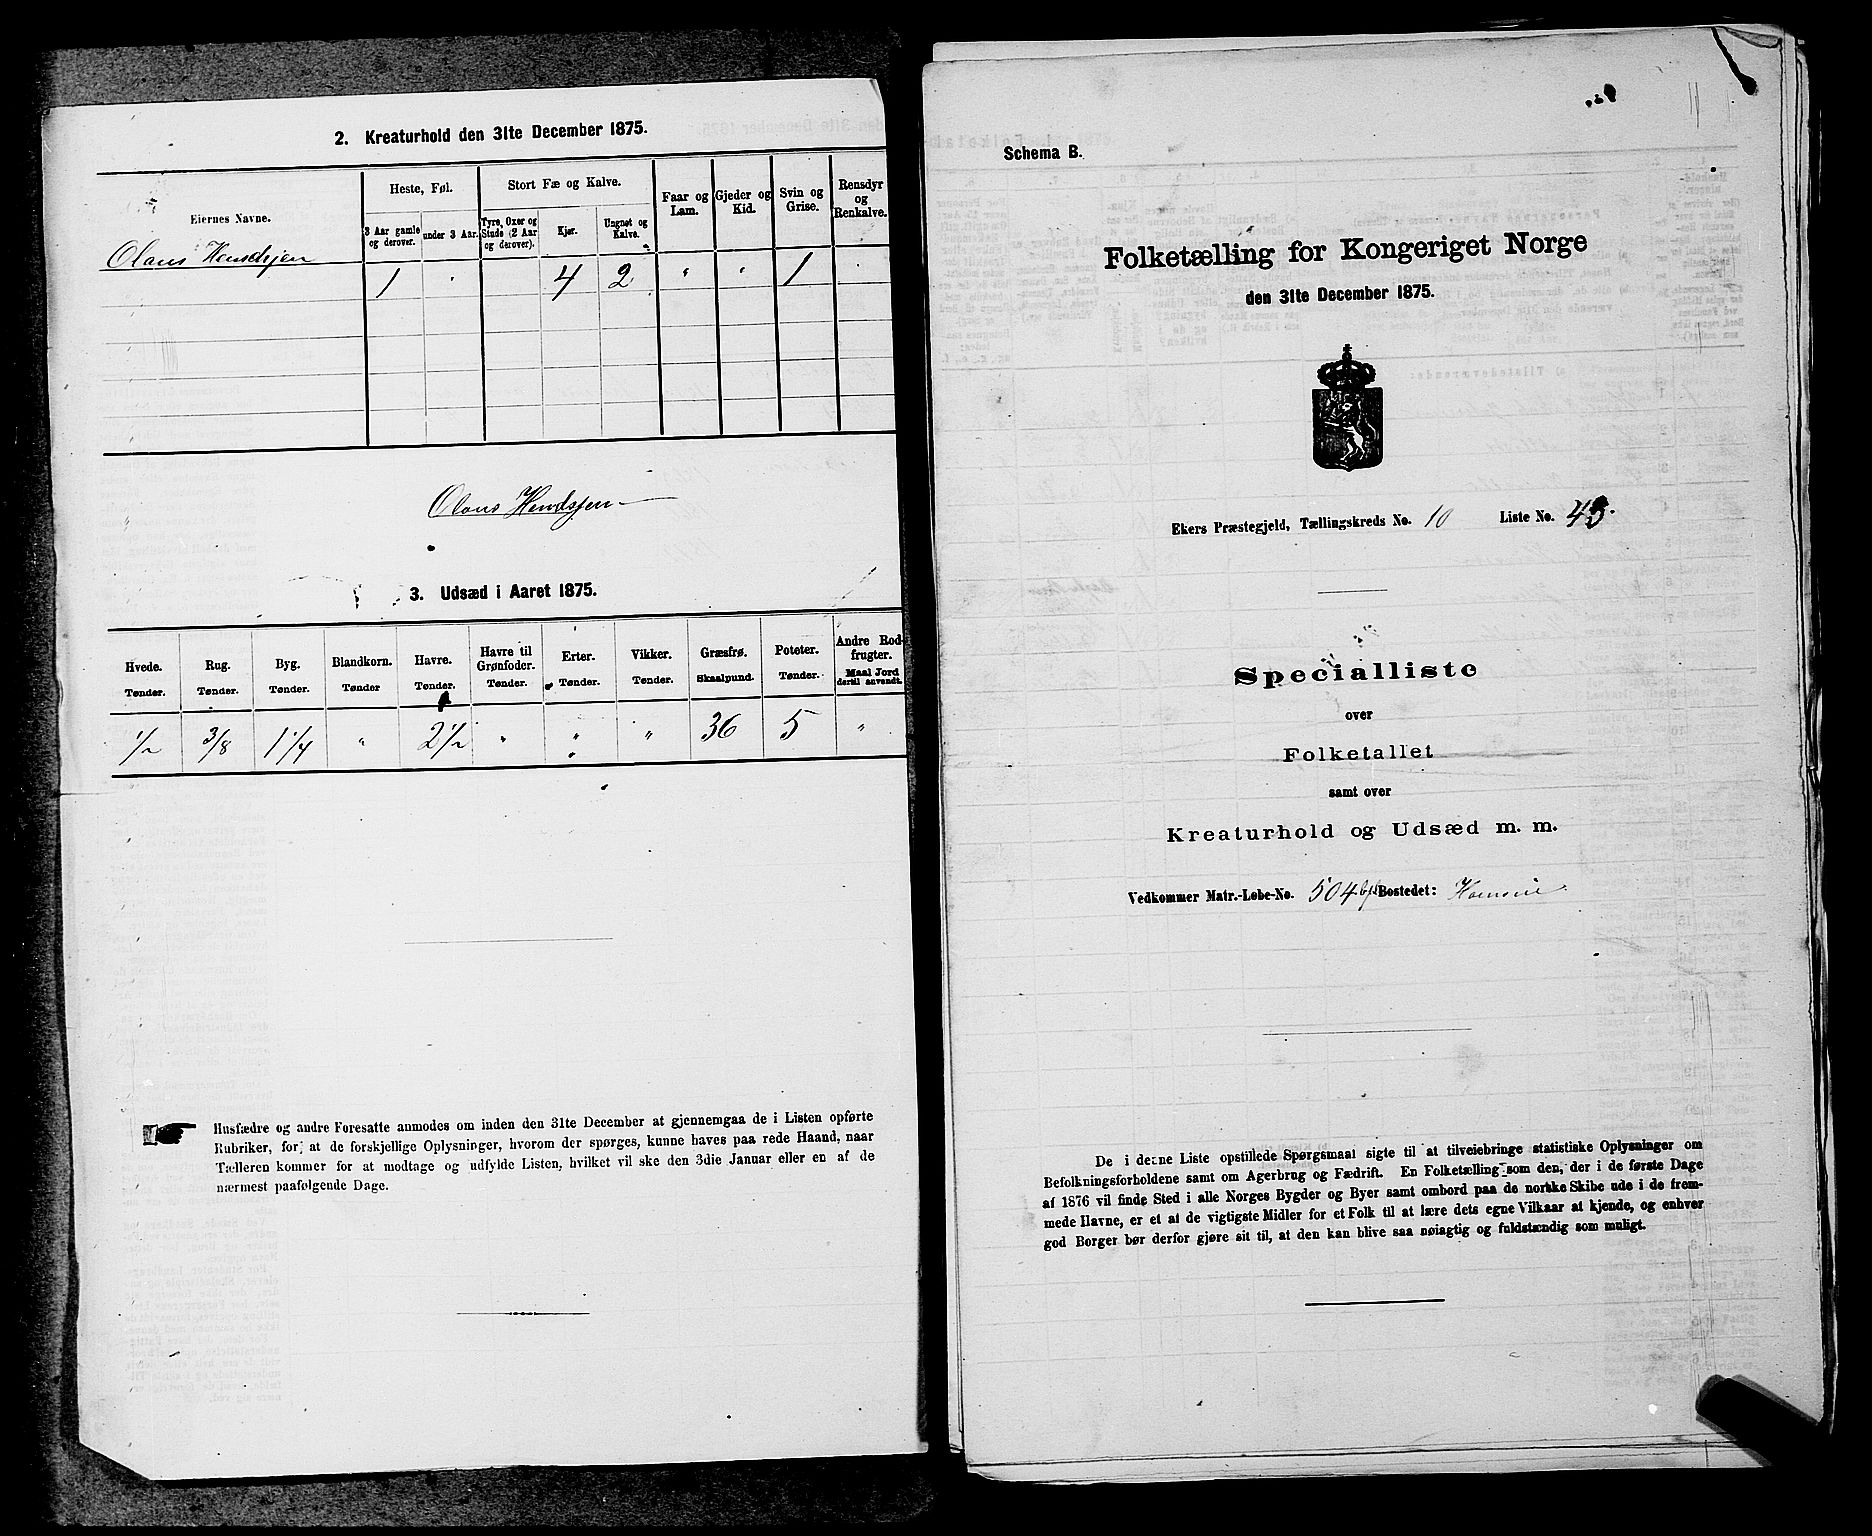 2. Kreaturhold den 31te December 1875.
Eiernes Navne.
Heste, Føl.
Stort Fæ og Kalve.
Faar og Lam.
Gjeder og Kid.
Svin og Grise.
Rensdyr og Renkalve.
3 Aar gamle og derover.
under 3 Aar.
Tyre, Oxer og Stude (2 Aar og derover).
Kjør.
Ungnøt og Kalve.
Olaus Hendsjen
1 " 4 2 " " 1 "
Olaus Hendsjen
3. Udsæd i Aaret 1875.
Hvede. Rug. Byg. Blandkorn. Havre. Havre til Grønfoder. Erter. Vikker. Græsfrø. Poteter. Andre Rodfrugter.
Tønder. Tønder. Tønder. Tønder Tønder. Tønder. Tønder. Tønder. Skaalpund. Tønder. Maal Jord dertil anvendt.
1/2 3/8 1 1/4 " 2 1/2 " " " 36 5 "
Husfædre og andre Foresatte anmodes om inden den 31te December at gjennemgaa de i Listen opførte
Rubriker, for at de forskjellige Oplysninger, hvorom der spørges, kunne haves paa rede Haand, naar
Tælleren kommer for at modtage og udfylde Listen, hvilket vil ske den 3die Januar eller en af de
nærmest paafølgende Dage.
Schema B.
Folketælling for Kongeriget Norge
den 31te December 1875.
Ekers Præstegjeld, Tællingskreds No. 10 Liste No. 43.
Specialliste
over
Folketallet
samt over
Kreaturhold og Udsæd m. m.
Vedkommer Matr.-Løbe-No. 504 Bostedet:
De i denne Liste opstillede Spørgsmaal sigte til at tilveiebringe statistiske Oplysninger om
Befolkningsforholdene samt om Agerbrug og Fædrift. En Folketælling som den, der i de første Dage
af 1876 vil finde Sted i alle Norges Bygder og Byer samt ombord paa de norske Skibe ude i de frem-
mede Havne, er et af de vigtigste Midler for et Folk til at lære dets egne Vilkaar at kjende, og enhver
god Borger bør derfor gjøre sit til, at den kan blive saa nøiagtig og fuldstændig som muligt.